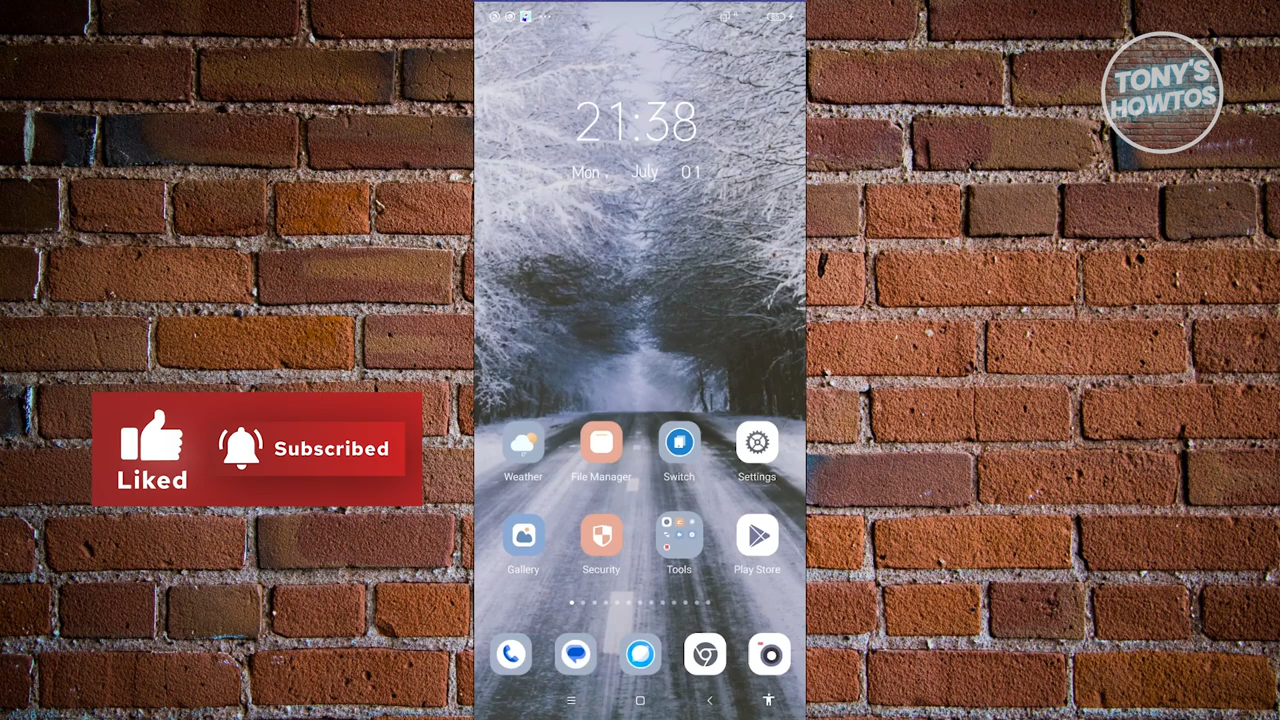 TONY'S
HOWTOS
21:38
Mon, July 01
Liked
Subscribed
Weather
File Manager
Switch
Settings
Gallery
Security
Tools
Play Store